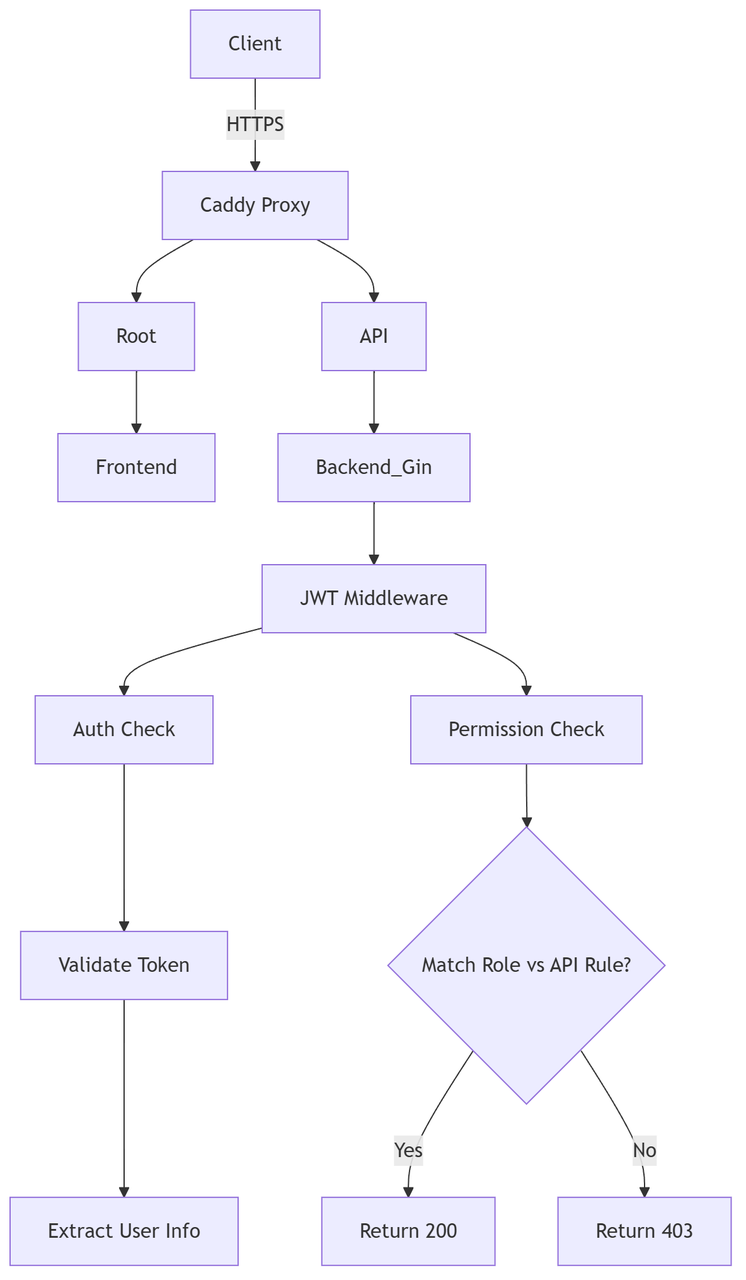 Client
HTTPS
Caddy Proxy
Root
API
Frontend
Backend_Gin
JWT Middleware
Auth Check
Permission Check
Validate Token
Match Role vs API Rule?
Yes
No
Extract User Info
Return 200
Return 403